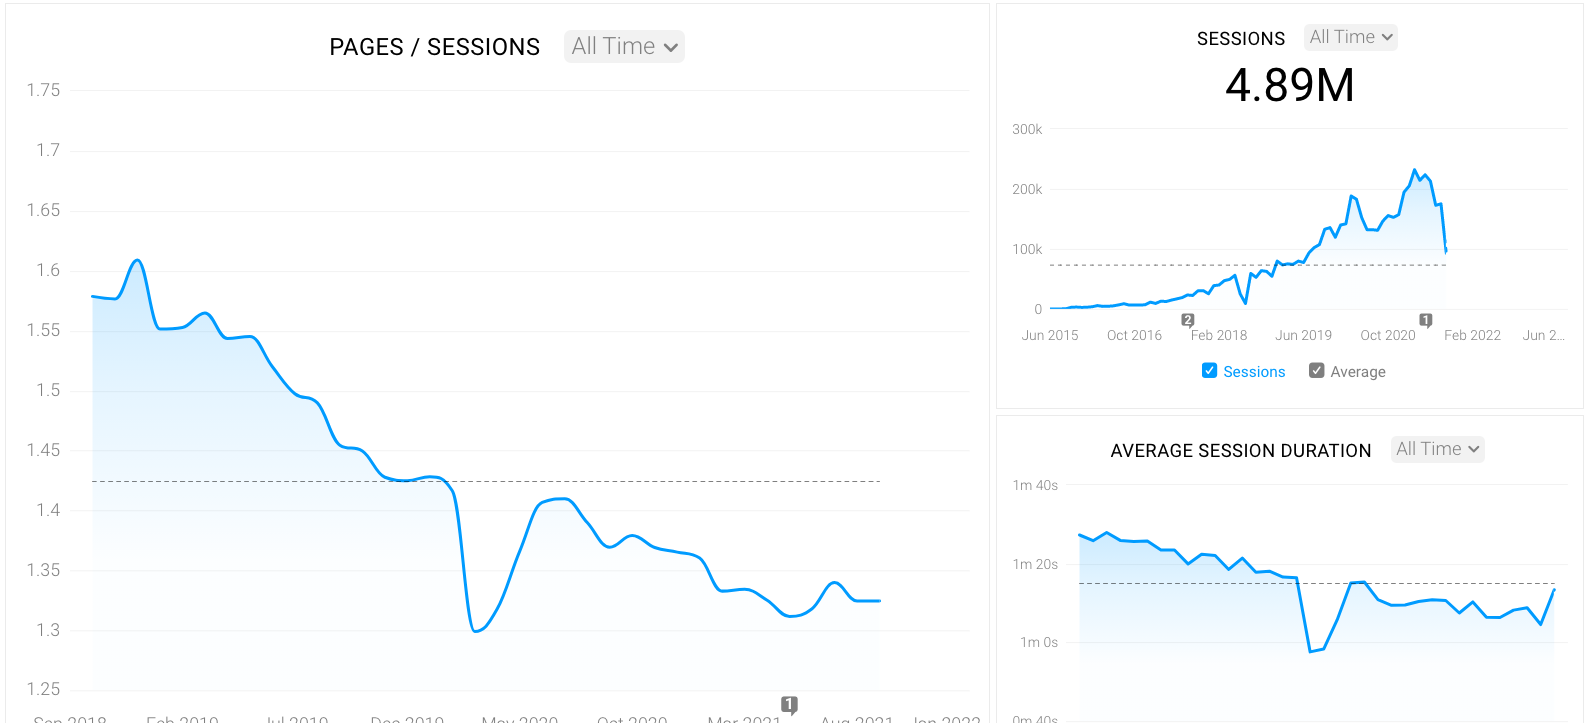 PAGES / SESSIONS All Time
1.75
1.7
1.65
1.6
1.55
1.5
1.45
1.4
1.35
1.3
1.25
1
Sep 2018 Feb 2019 Jul 2019 Dec 2019 May 2020 Oct 2020 Mar 2021 Aug 2021 Jan 2022
SESSIONS All Time
4.89M
300k
200k
100k
0
2 1
Jun 2015 Oct 2016 Feb 2018 Jun 2019 Oct 2020 Feb 2022 Jun 2...
Sessions Average
AVERAGE SESSION DURATION All Time
1m 40s
1m 20s
1m 0s
0m 40s